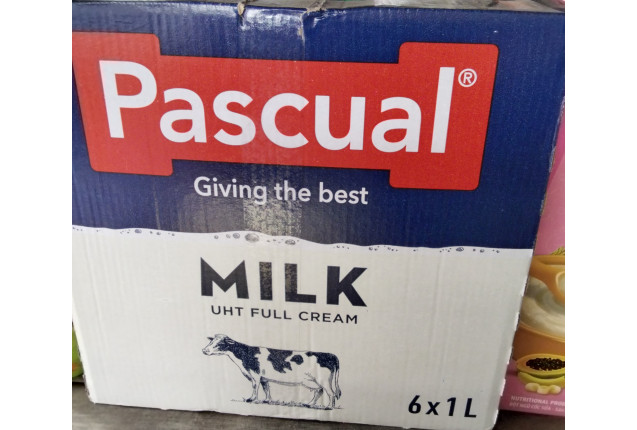 Pascual®
Giving the best
MILK
UHT FULL CREAM
6x1L